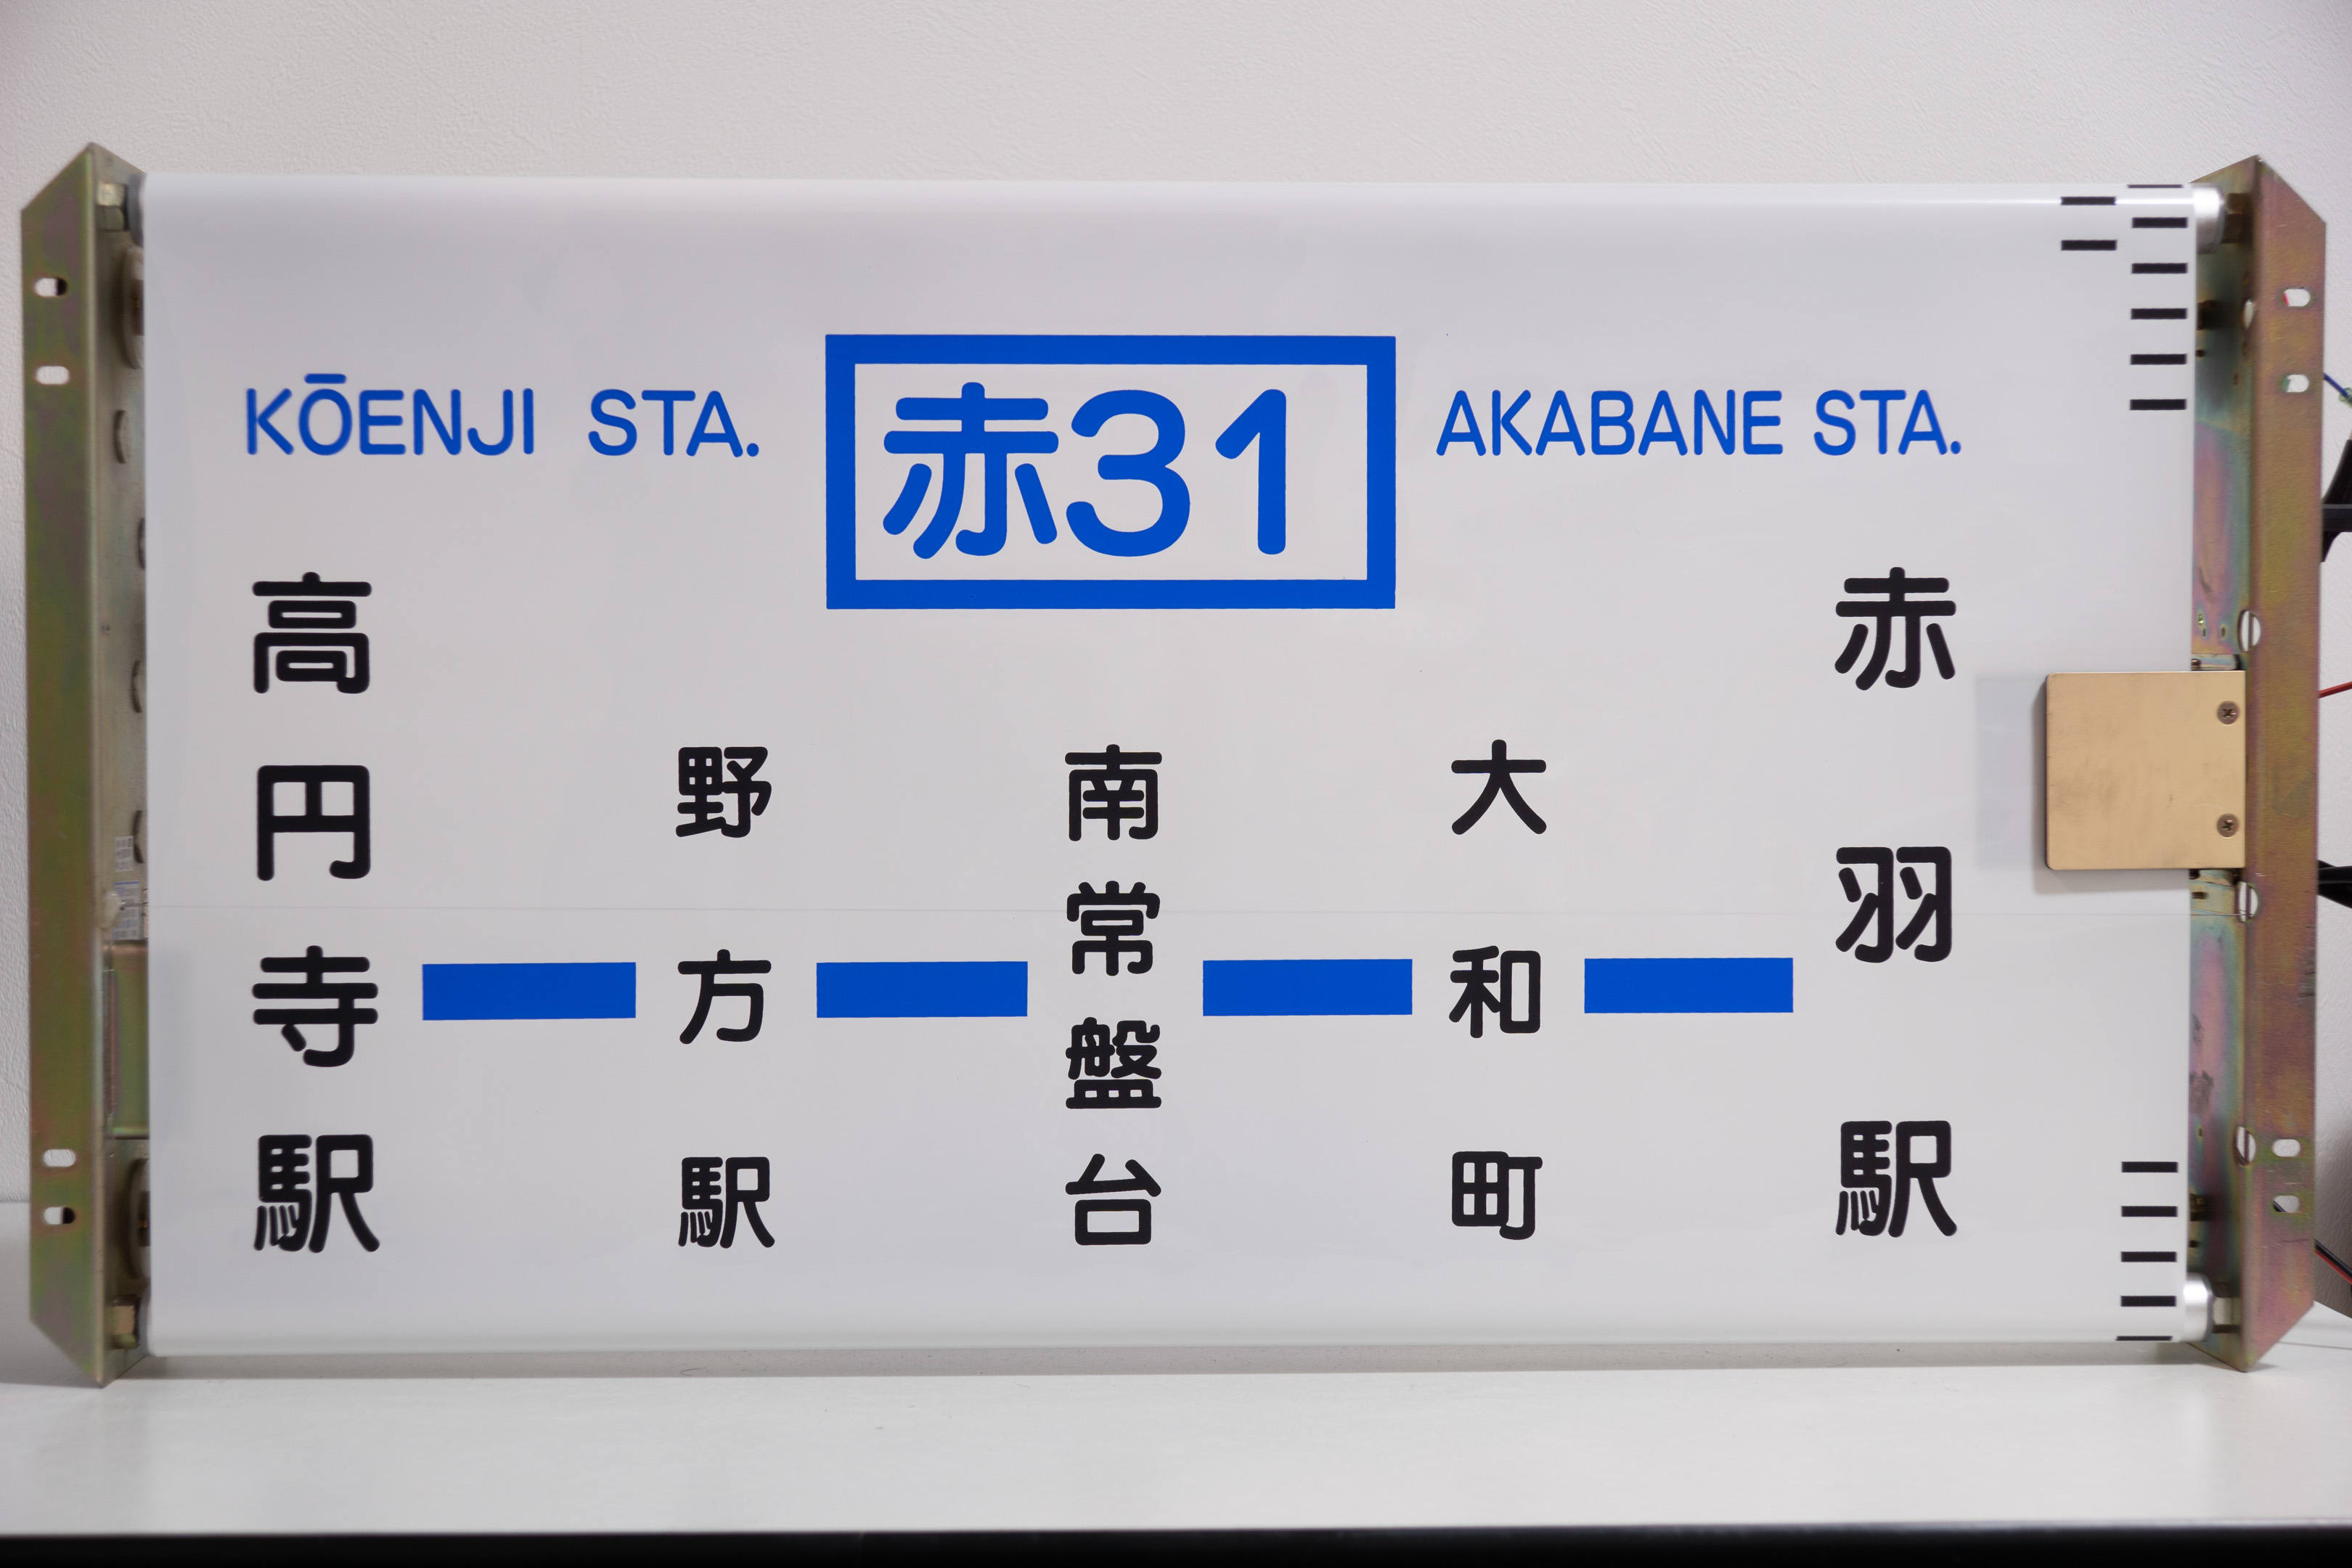 KŌENJI STA.
赤31
AKABANE STA.
高円寺駅
野方駅
南常盤台
大和町
赤羽駅